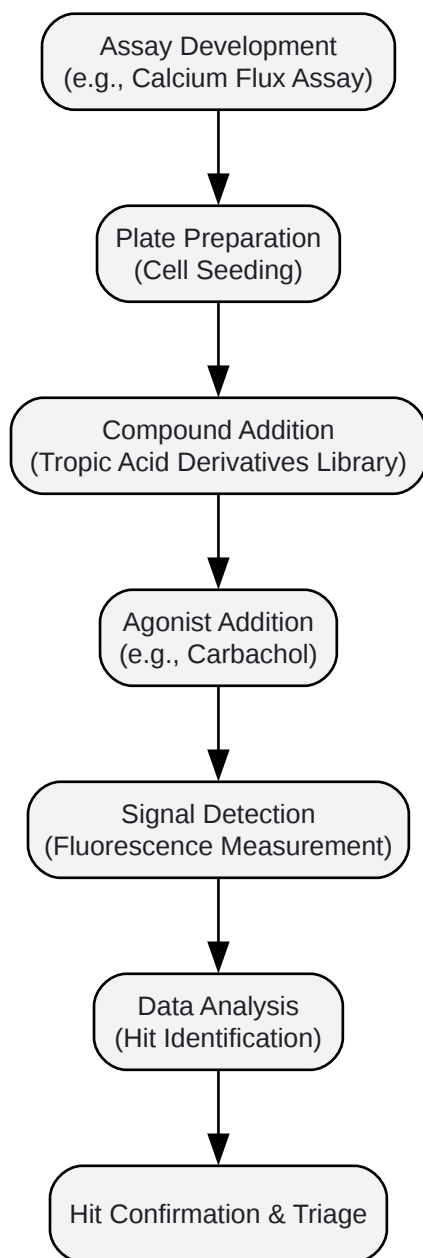 Assay Development
(e.g., Calcium Flux Assay)
Plate Preparation
(Cell Seeding)
Compound Addition
(Tropic Acid Derivatives Library)
Agonist Addition
(e.g., Carbachol)
Signal Detection
(Fluorescence Measurement)
Data Analysis
(Hit Identification)
Hit Confirmation & Triage